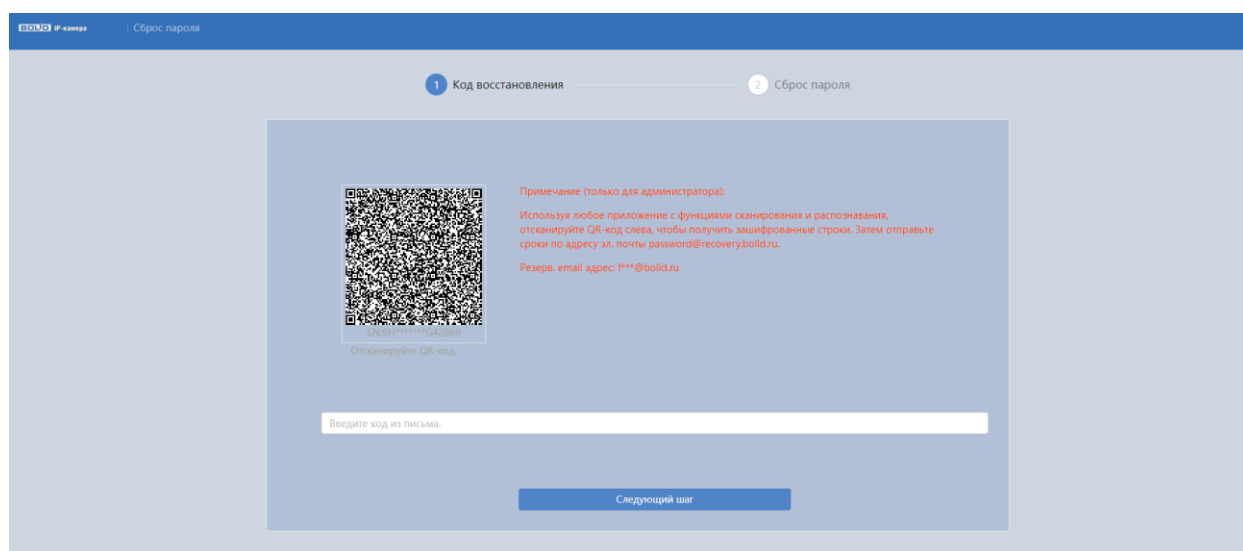 BOLID IP-камера | Сброс пароля
1 Код восстановления 2 Сброс пароля
Примечание (только для администратора):
Используя любое приложение с функциями сканирования и распознавания,
отсканируйте QR-код слева, чтобы получить зашифрованные строки. Затем отправьте
сроки по адресу эл. почты password@recovery.bolid.ru.
Резерв. email адрес: f***@bolid.ru
Отсканируйте QR-код.
Введите код из письма.
Следующий шаг